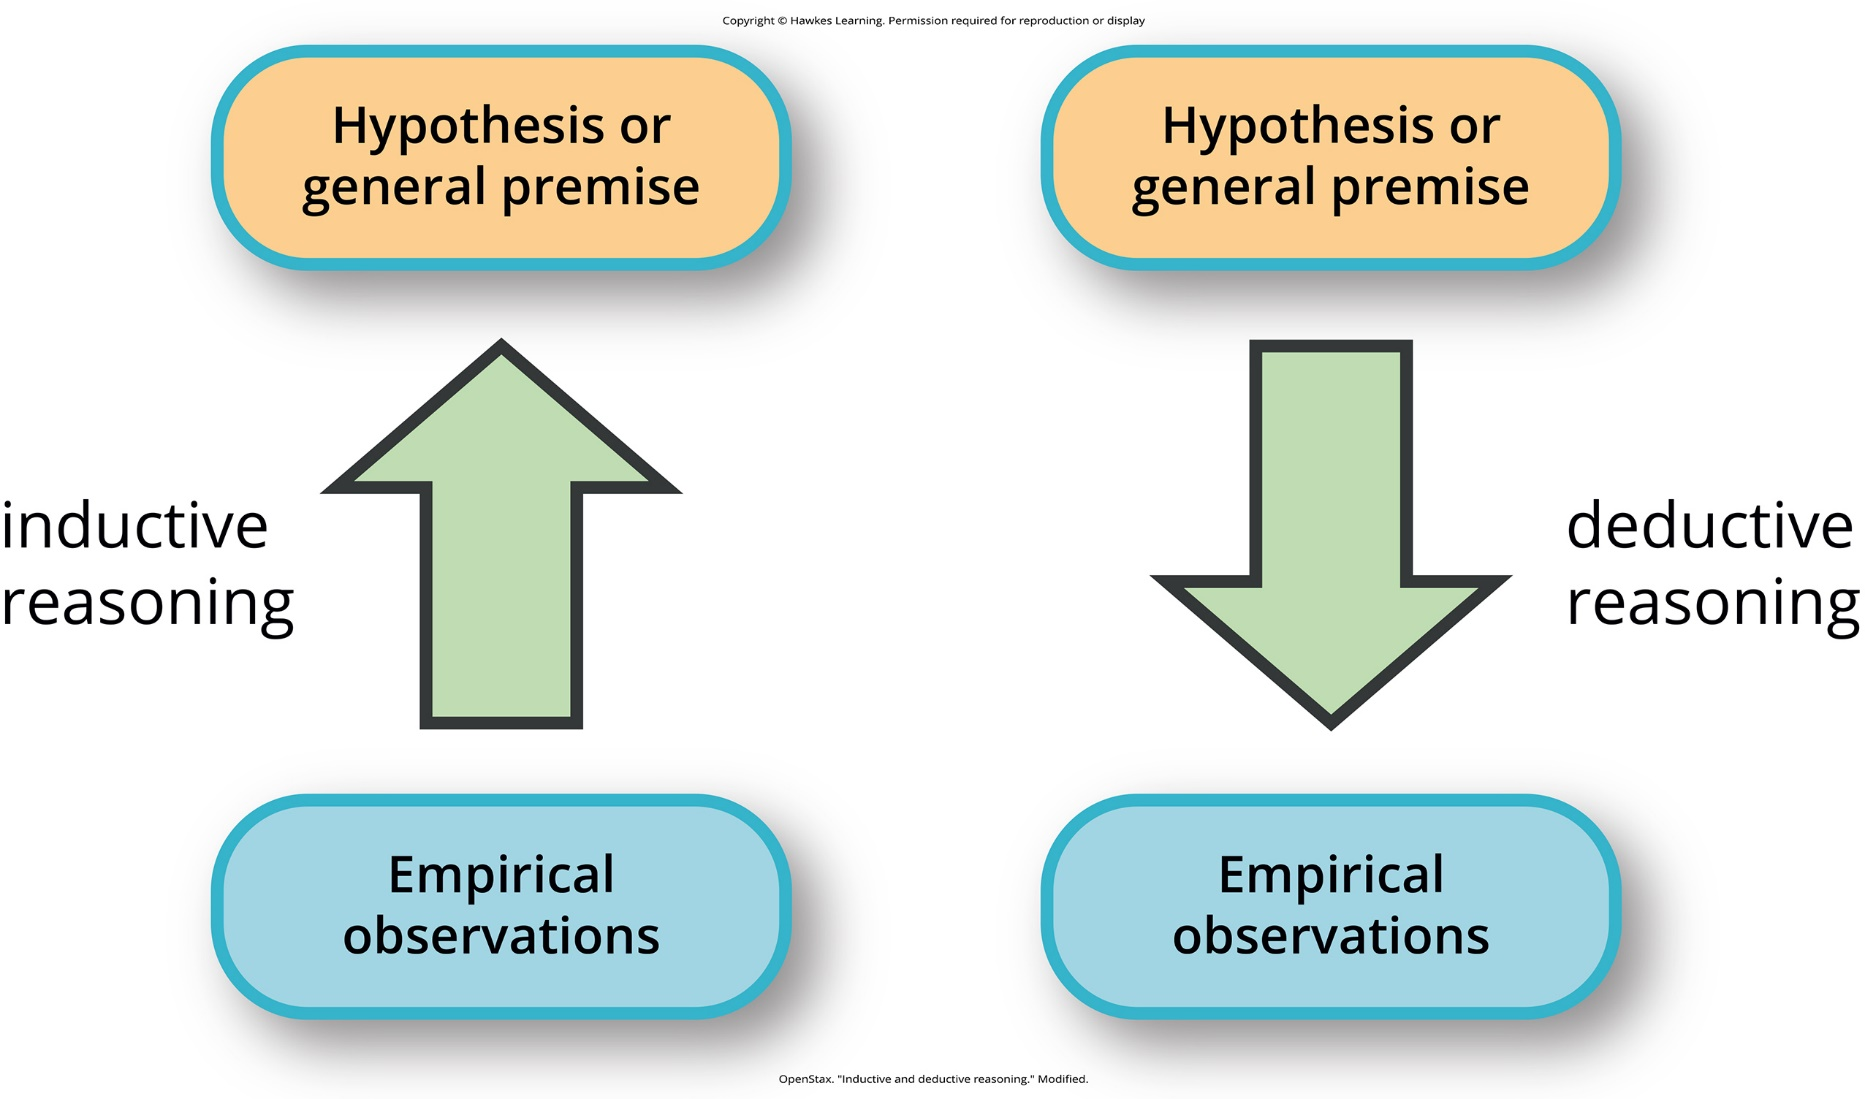 Copyright © Hawkes Learning. Permission required for reproduction or display
Hypothesis or
general premise
Hypothesis or
general premise
inductive
reasoning
deductive
reasoning
Empirical
observations
Empirical
observations
OpenStax. "Inductive and deductive reasoning." Modified.